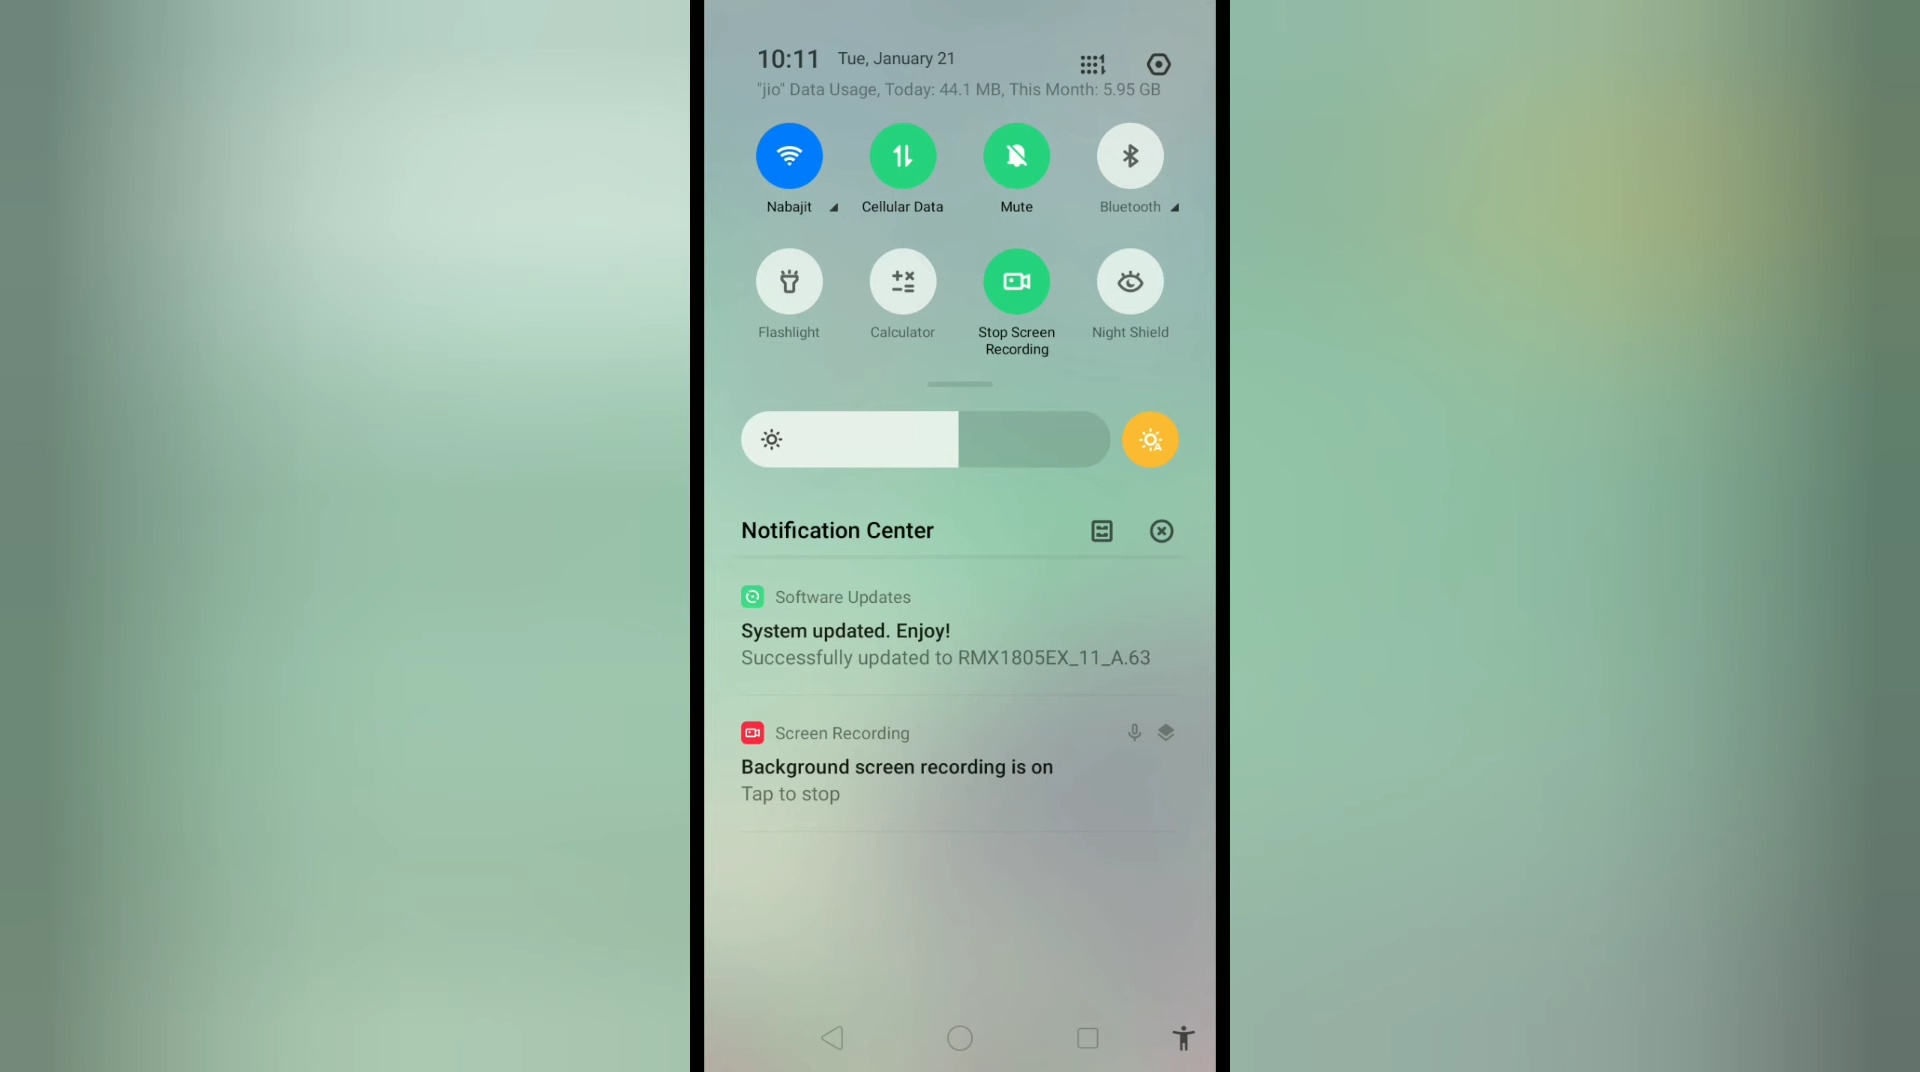 10:11 Tue, January 21
"jio" Data Usage, Today: 44.1 MB, This Month: 5.95 GB
Nabajit Cellular Data Mute Bluetooth
Flashlight Calculator Stop Screen Recording Night Shield
Notification Center
Software Updates
System updated. Enjoy!
Successfully updated to RMX1805EX_11_A.63
Screen Recording
Background screen recording is on
Tap to stop